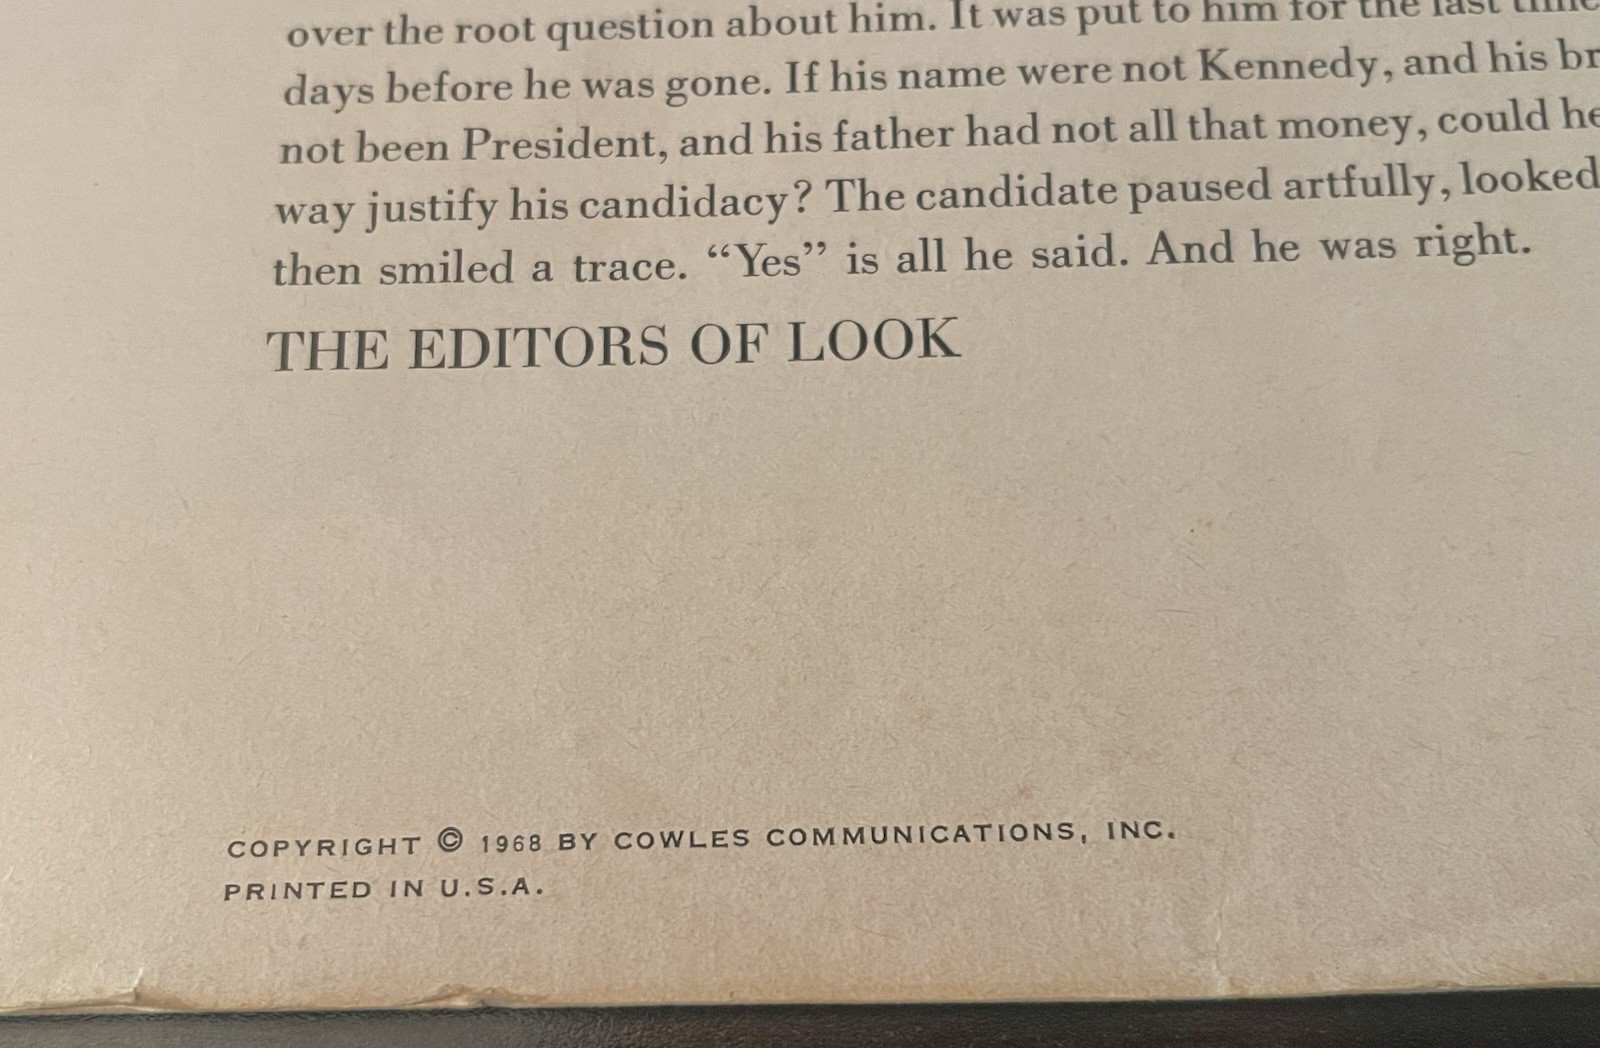 over the root question about him. It was put to him for the last time
days before he was gone. If his name were not Kennedy, and his br
not been President, and his father had not all that money, could he
way justify his candidacy? The candidate paused artfully, looked
then smiled a trace. “Yes” is all he said. And he was right.
THE EDITORS OF LOOK
COPYRIGHT © 1968 BY COWLES COMMUNICATIONS, INC.
PRINTED IN U.S.A.